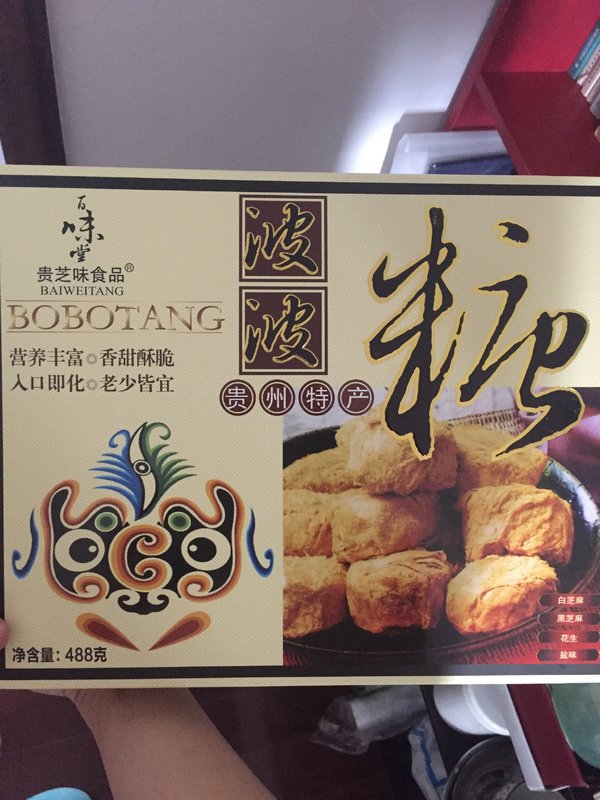 百味堂
贵芝味食品®
BAIWEITANG
BOBOTANG
营养丰富◎香甜酥脆
入口即化◎老少皆宜
波波糖
贵州特产
净含量:488克
白芝麻
黑芝麻
花生
盐味